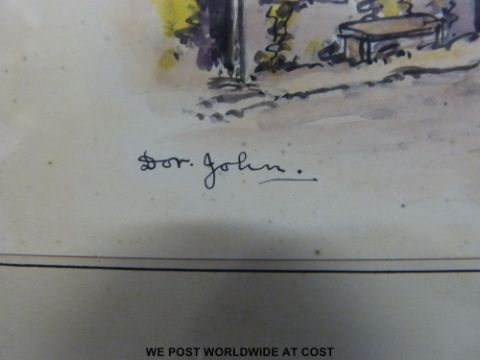 Dor. John.
WE POST WORLDWIDE AT COST